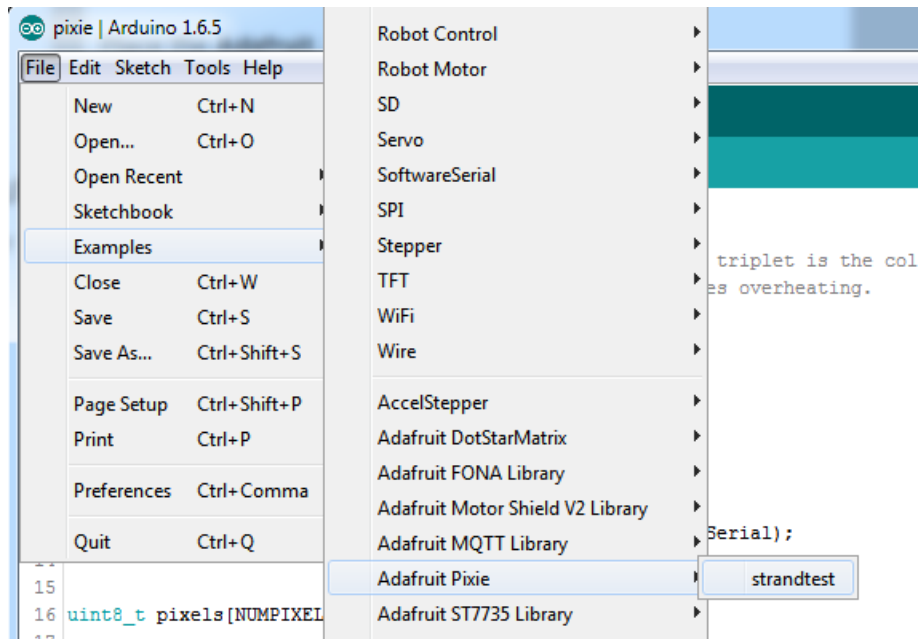 pixie | Arduino 1.6.5
File Edit Sketch Tools Help
New Ctrl+N
Open... Ctrl+O
Open Recent
Sketchbook
Examples
Close Ctrl+W
Save Ctrl+S
Save As... Ctrl+Shift+S
Page Setup Ctrl+Shift+P
Print Ctrl+P
Preferences Ctrl+Comma
Quit Ctrl+Q
Robot Control
Robot Motor
SD
Servo
SoftwareSerial
SPI
Stepper
TFT
WiFi
Wire
AccelStepper
Adafruit DotStarMatrix
Adafruit FONA Library
Adafruit Motor Shield V2 Library
Adafruit MQTT Library
Adafruit Pixie
Adafruit ST7735 Library
strandtest
triplet is the col
es overheating.
Serial);
15
16 uint8_t pixels[NUMPIXEL